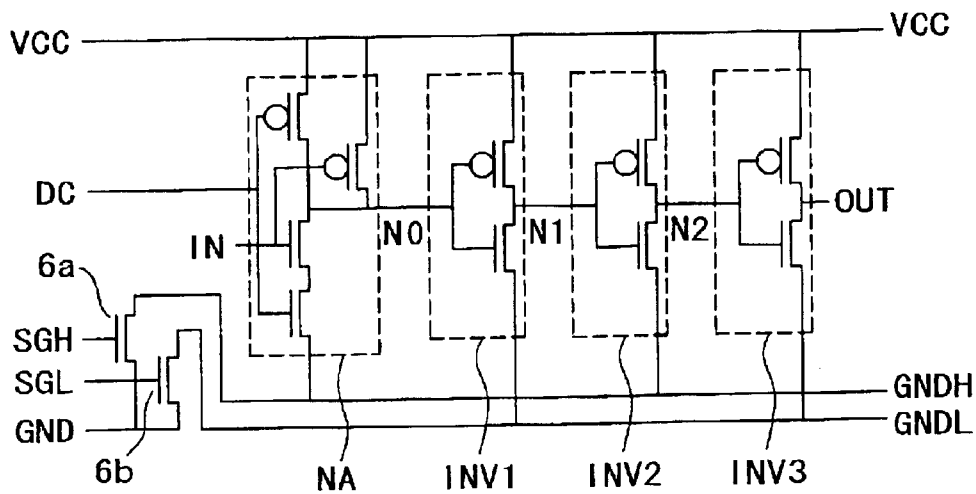 VCC
VCC
DC
OUT
N0
N1
N2
IN
6a
SGH
SGL
GNDH
GND
GNDL
6b
NA
INV1
INV2
INV3